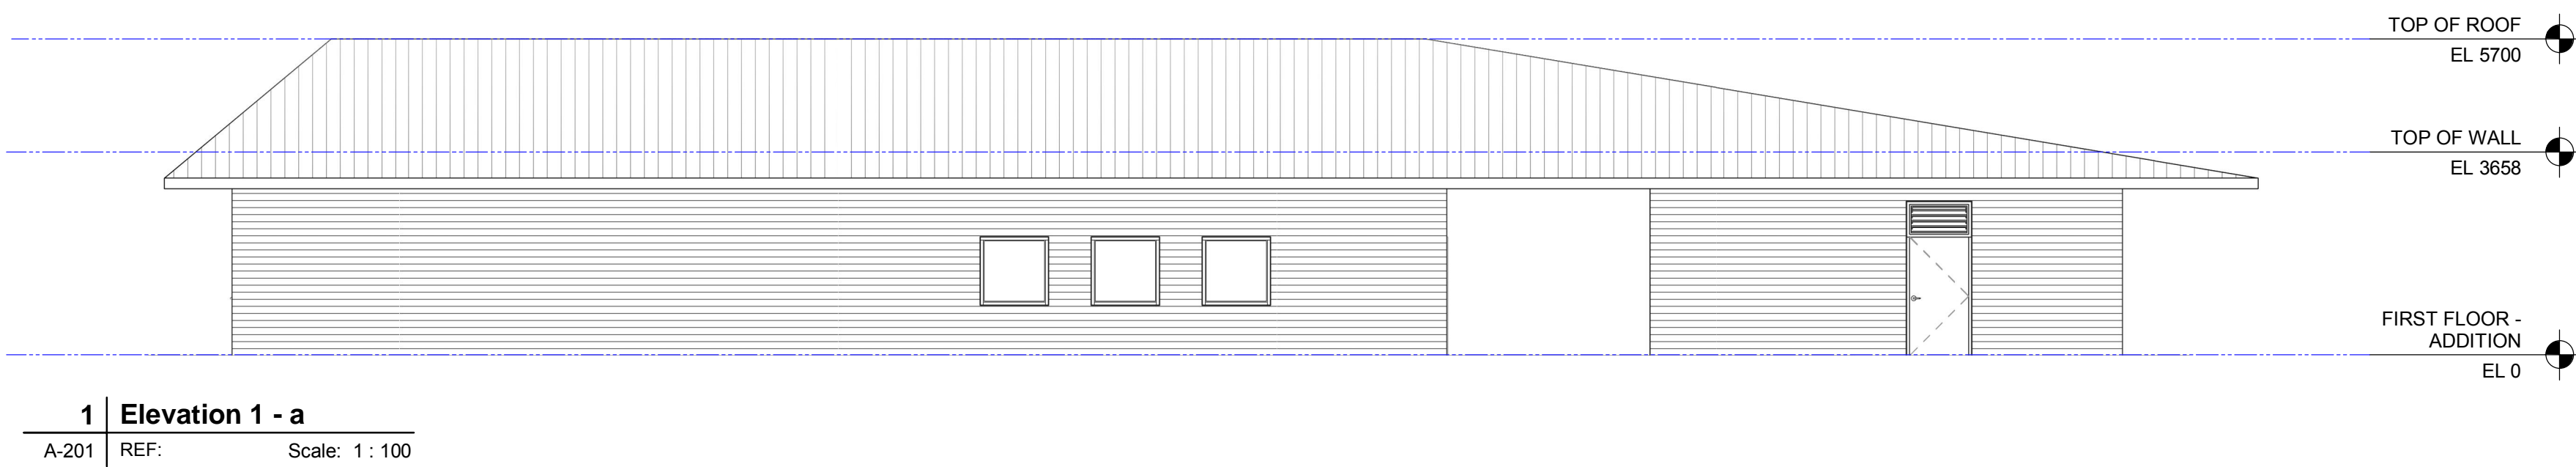 TOP OF ROOF
EL 5700
TOP OF WALL
EL 3658
FIRST FLOOR -
ADDITION
EL 0
1 Elevation 1 - a
A-201 REF: Scale: 1 : 100